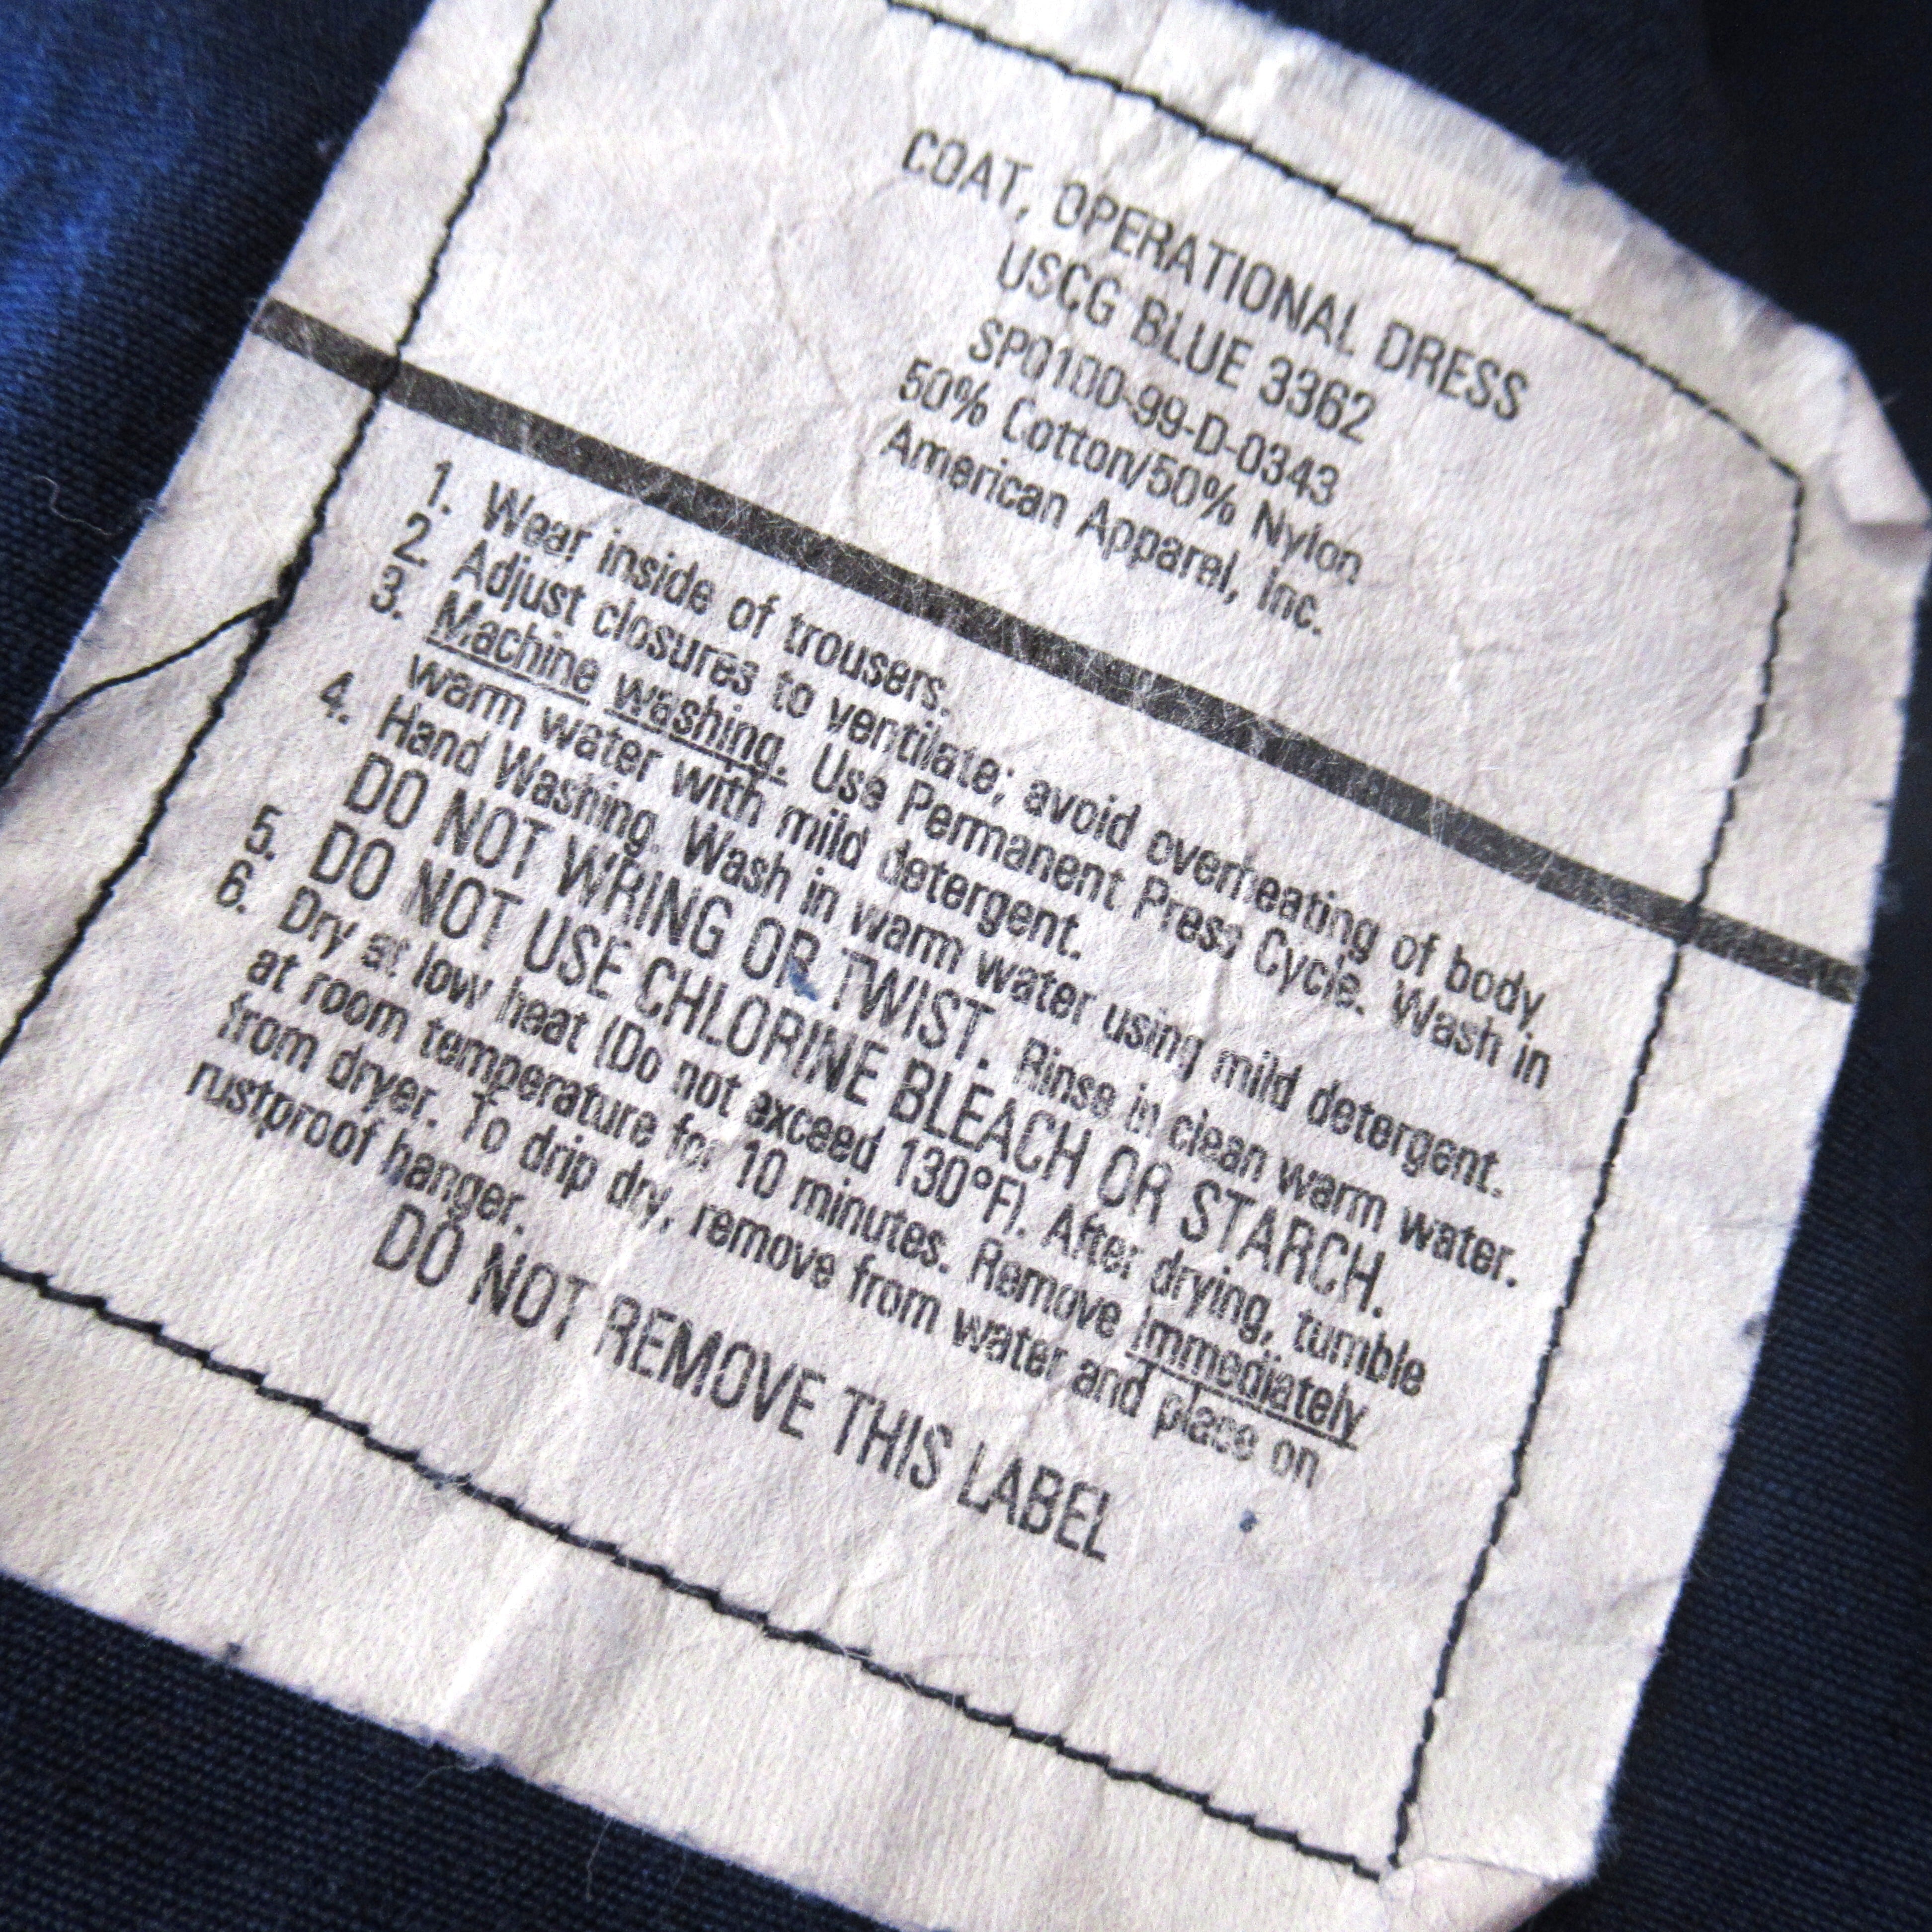 COAT, OPERATIONAL DRESS
USCG BLUE 3362
SP0100-99-D-0343
50% Cotton/50% Nylon
American Apparel, Inc.
1. Wear inside of trousers.
2. Adjust closures to ventilate; avoid overheating of body.
3. Machine washing. Use Permanent Press Cycle. Wash in
warm water with mild detergent.
4. Hand Washing. Wash in warm water using mild detergent.
DO NOT WRING OR TWIST. Rinse in clean warm water.
5. DO NOT USE CHLORINE BLEACH OR STARCH.
6. Dry at low heat (Do not exceed 130°F). After drying, tumble
at room temperature for 10 minutes. Remove immediately
from dryer. To drip dry, remove from water and place on
rustproof hanger.
DO NOT REMOVE THIS LABEL